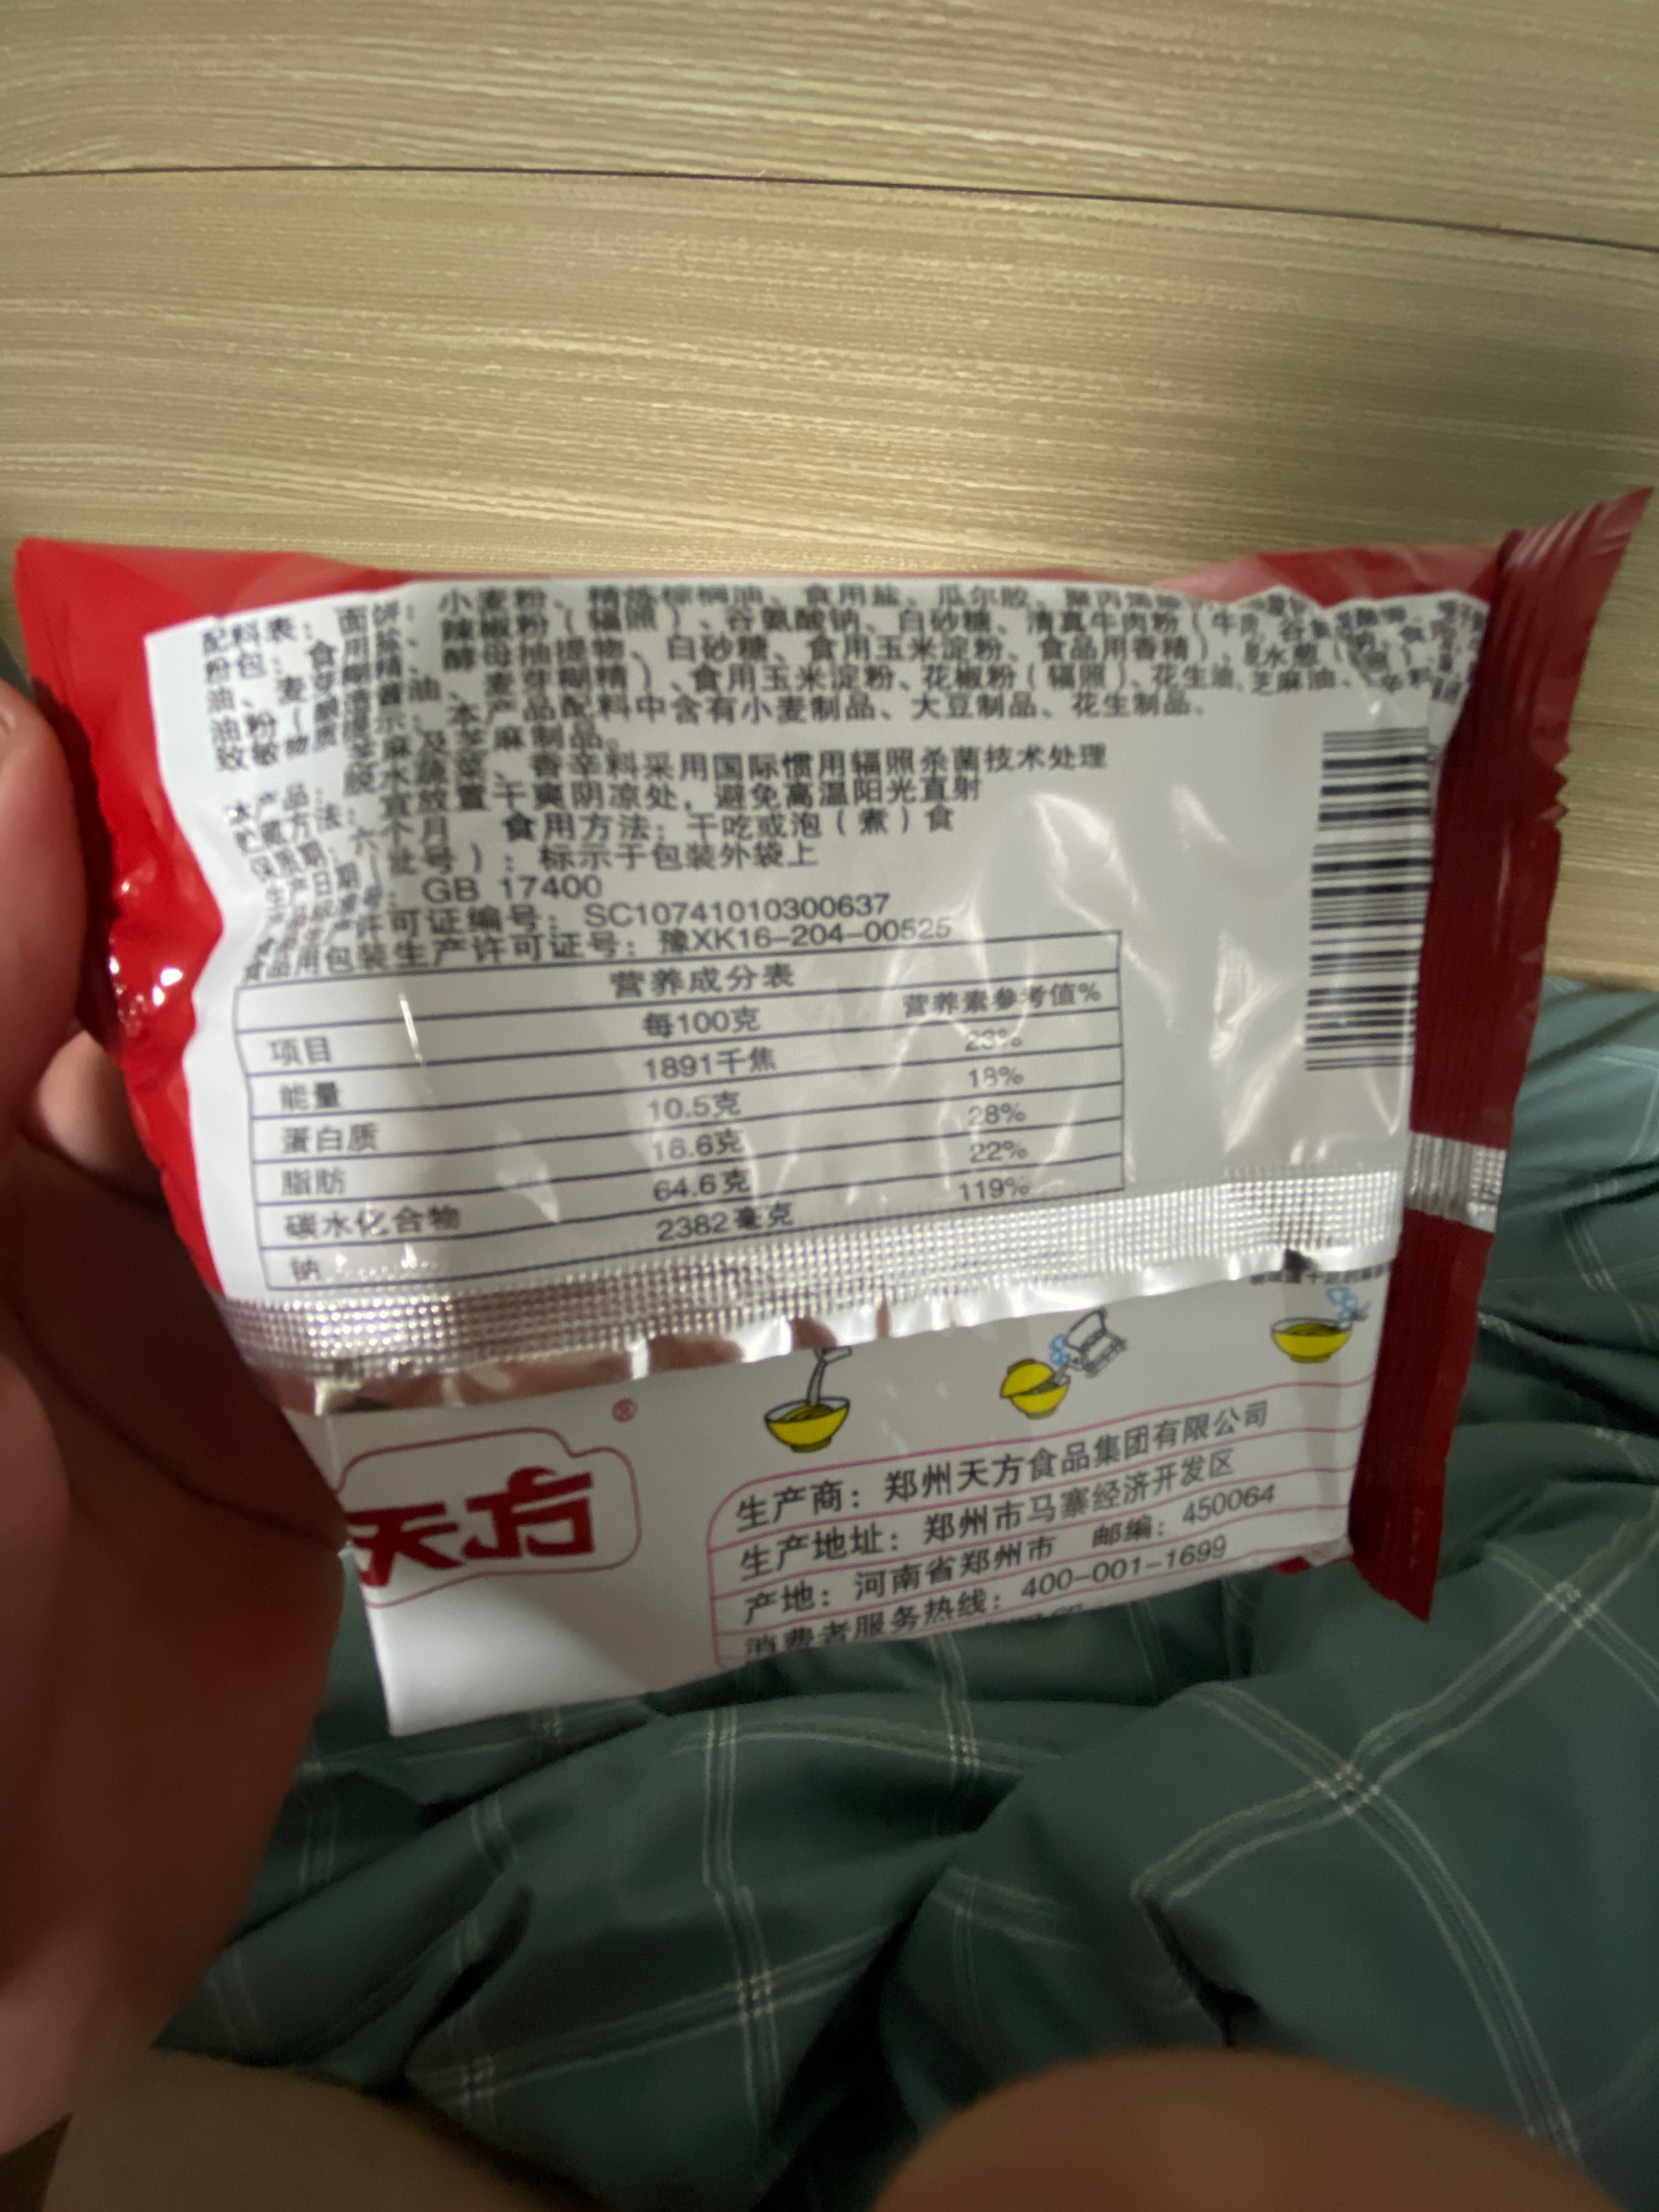 配料表：面饼：小麦粉、精炼棕榈油、食用盐、瓜尔胶、
粉包：食用盐、辣椒粉（辐照）、谷氨酸钠、白砂糖、清真牛肉粉（牛肉
油、麦芽糊精、酵母抽提物、白砂糖、食用玉米淀粉、食品用香精）、
油粉（酿造酱油、麦芽糊精）、食用玉米淀粉、花椒粉（辐照）、花生油、芝麻油、
致敏物质提示：本产品配料中含有小麦制品、大豆制品、花生制品、
芝麻及芝麻制品。
本产品：脱水蔬菜、香辛料采用国际惯用辐照杀菌技术处理
贮藏方法：宜放置干爽阴凉处，避免高温阳光直射
保质期：六个月 食用方法：干吃或泡（煮）食
生产日期（批号）：标示于包装外袋上
GB 17400
许可证编号：SC10741010300637
食品用包装生产许可证号：豫XK16-204-00525
营养成分表
项目 每100克 营养素参考值%
能量 1891千焦 23%
蛋白质 10.5克 18%
脂肪 16.6克 28%
碳水化合物 64.6克 22%
钠 2382毫克 119%
天方®
生产商：郑州天方食品集团有限公司
生产地址：郑州市马寨经济开发区
产地：河南省郑州市 邮编：450064
消费者服务热线：400-001-1699